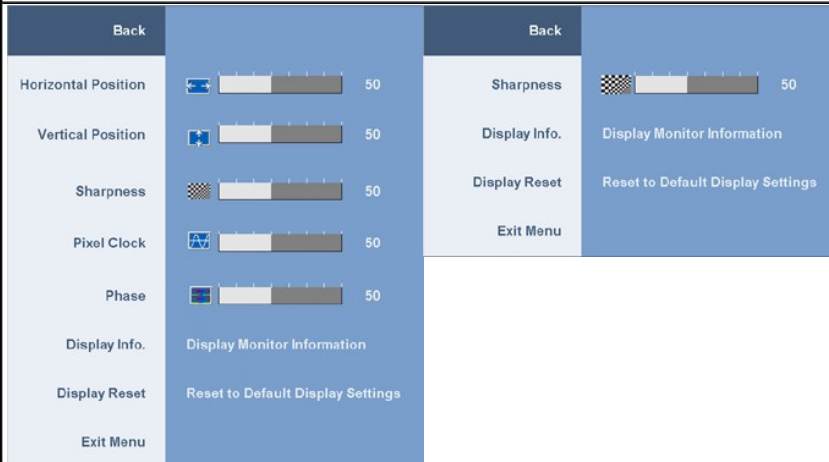 Back
Horizontal Position 50
Vertical Position 50
Sharpness 50
Pixel Clock 50
Phase 50
Display Info. Display Monitor Information
Display Reset Reset to Default Display Settings
Exit Menu
Back
Sharpness 50
Display Info. Display Monitor Information
Display Reset Reset to Default Display Settings
Exit Menu